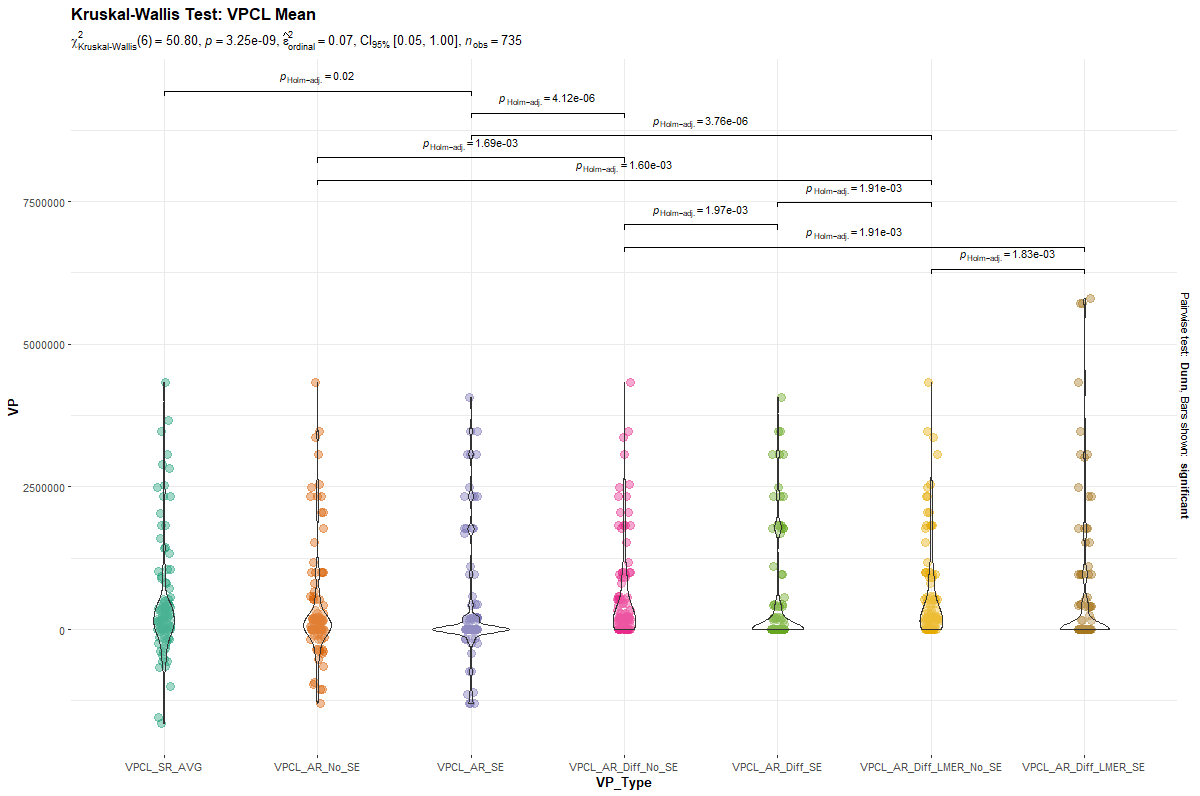 Kruskal-Wallis Test: VPCL Mean
χ²Kruskal-Wallis(6) = 50.80, p = 3.25e-09, ε̂²ordinal = 0.07, CI95% [0.05, 1.00], nobs = 735
pHolm-adj. = 0.02
pHolm-adj. = 4.12e-06
pHolm-adj. = 3.76e-06
pHolm-adj. = 1.69e-03
pHolm-adj. = 1.60e-03
pHolm-adj. = 1.91e-03
pHolm-adj. = 1.97e-03
pHolm-adj. = 1.91e-03
pHolm-adj. = 1.83e-03
7500000
5000000
2500000
0
VP
Pairwise test: Dunn, Bars shown: significant
VPCL_SR_AVG
VPCL_AR_No_SE
VPCL_AR_SE
VPCL_AR_Diff_No_SE
VPCL_AR_Diff_SE
VPCL_AR_Diff_LMER_No_SE
VPCL_AR_Diff_LMER_SE
VP_Type